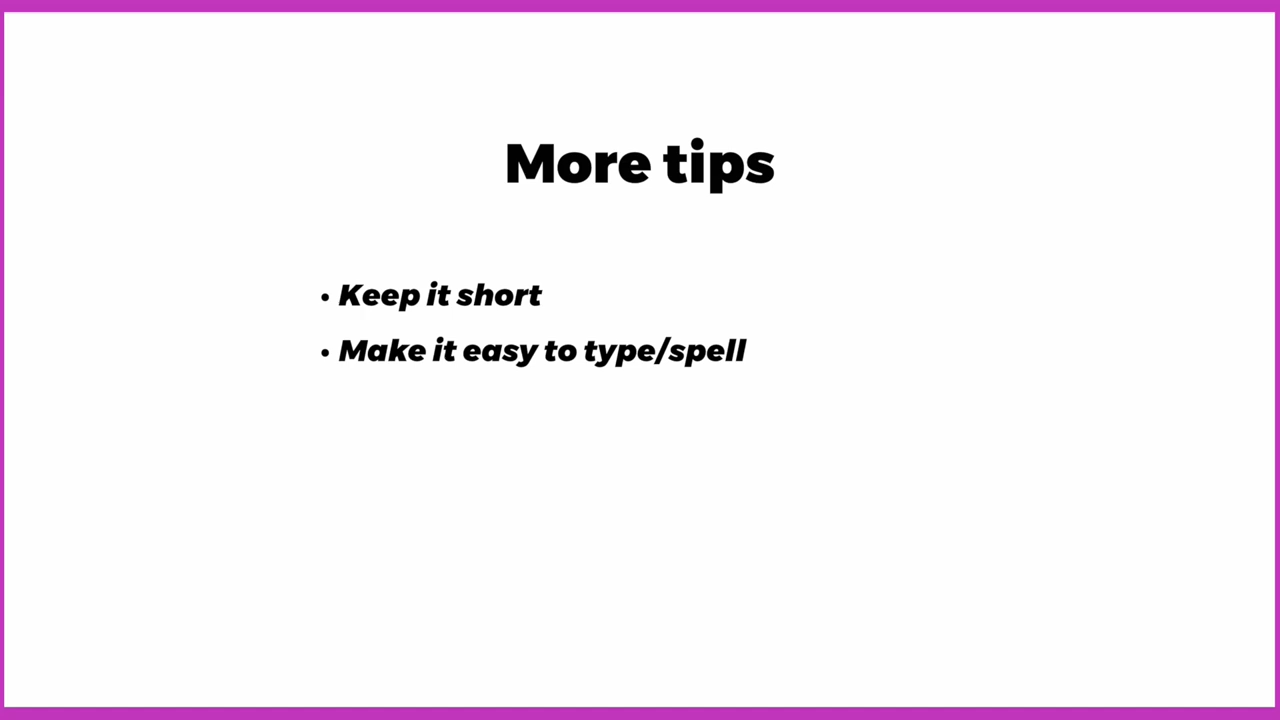 More tips
• Keep it short
• Make it easy to type/spell